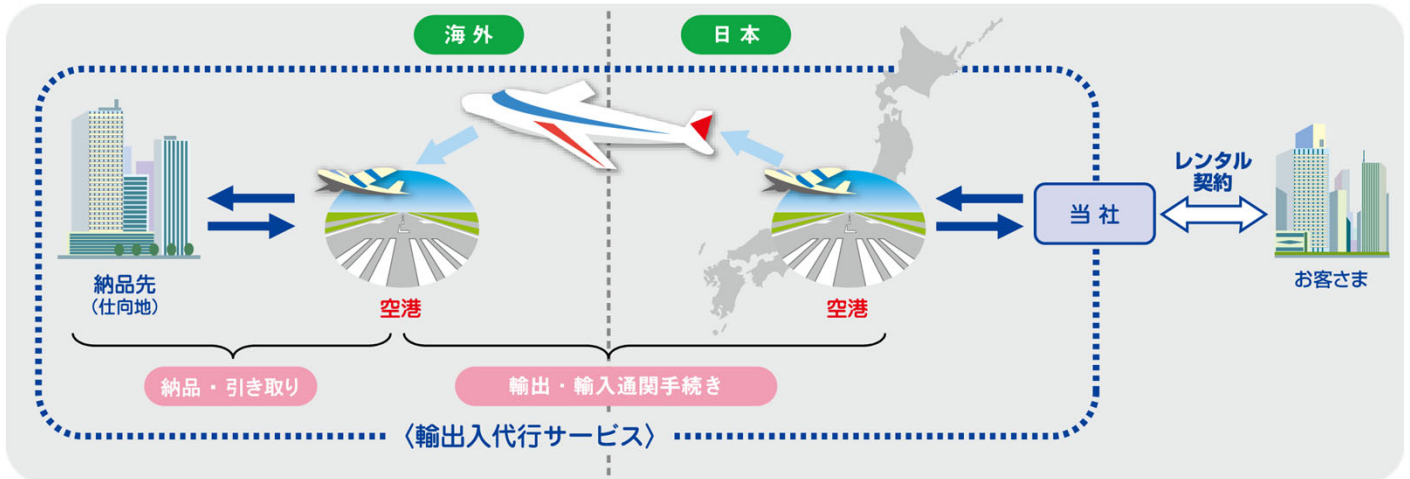 海外
日本
レンタル
契約
当社
お客さま
納品先
（仕向地）
空港
空港
納品・引き取り
輸出・輸入通関手続き
〈輸出入代行サービス〉